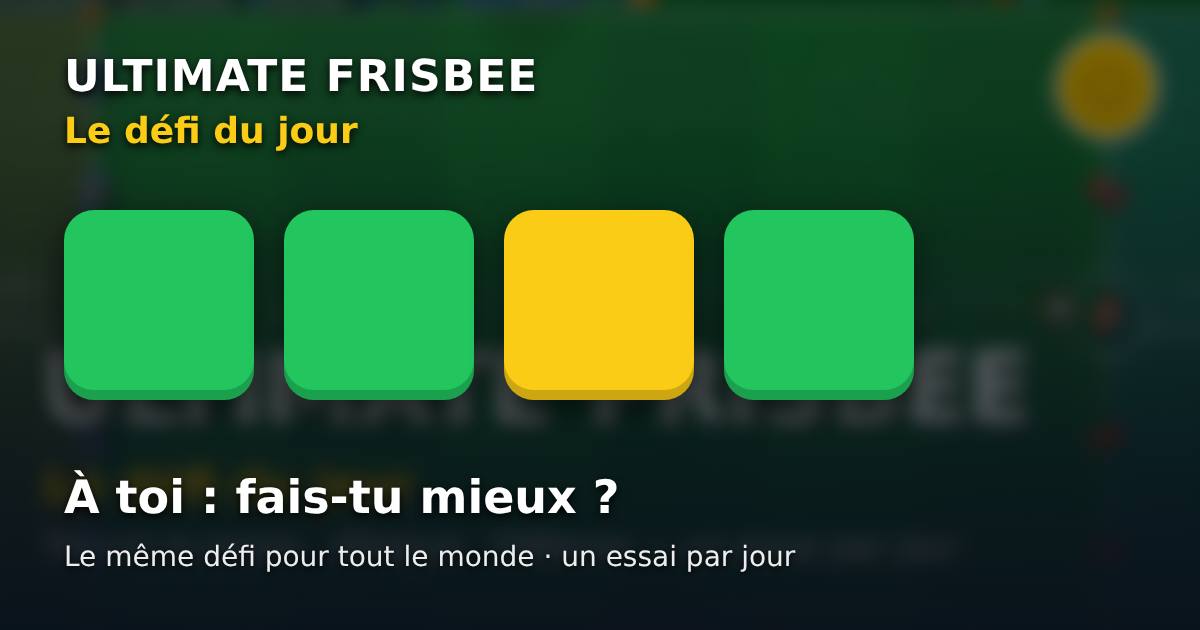 ULTIMATE FRISBEE
Le défi du jour
À toi : fais-tu mieux ?
Le même défi pour tout le monde · un essai par jour